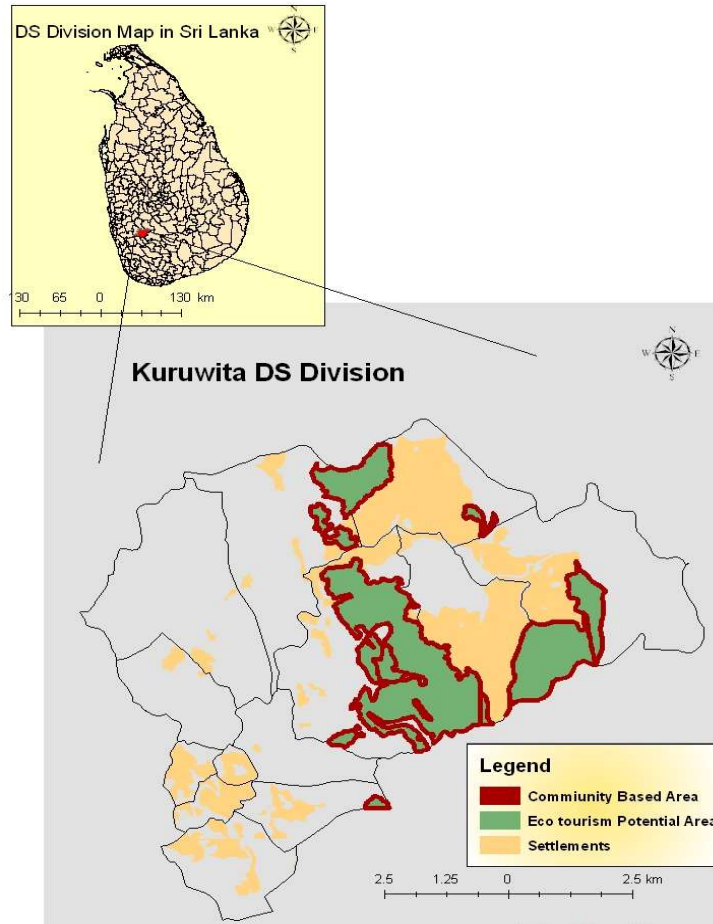 DS Division Map in Sri Lanka
N
W E
S
130 65 0 130 km
Kuruwita DS Division
N
W E
S
Legend
Commiunity Based Area
Eco tourism Potential Area
Settlements
2.5 1.25 0 2.5 km